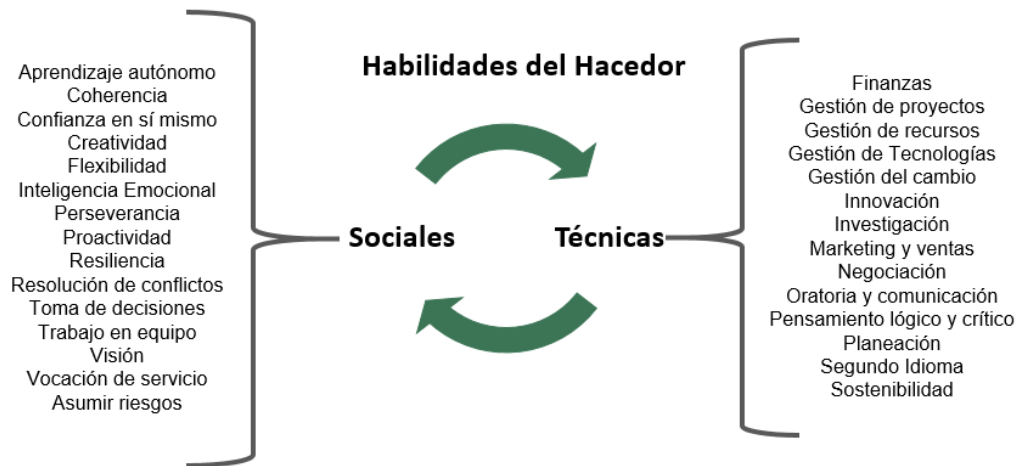 Habilidades del Hacedor
Aprendizaje autónomo
Coherencia
Confianza en sí mismo
Creatividad
Flexibilidad
Inteligencia Emocional
Perseverancia
Proactividad
Resiliencia
Resolución de conflictos
Toma de decisiones
Trabajo en equipo
Visión
Vocación de servicio
Asumir riesgos
Sociales
Técnicas
Finanzas
Gestión de proyectos
Gestión de recursos
Gestión de Tecnologías
Gestión del cambio
Innovación
Investigación
Marketing y ventas
Negociación
Oratoria y comunicación
Pensamiento lógico y crítico
Planeación
Segundo Idioma
Sostenibilidad